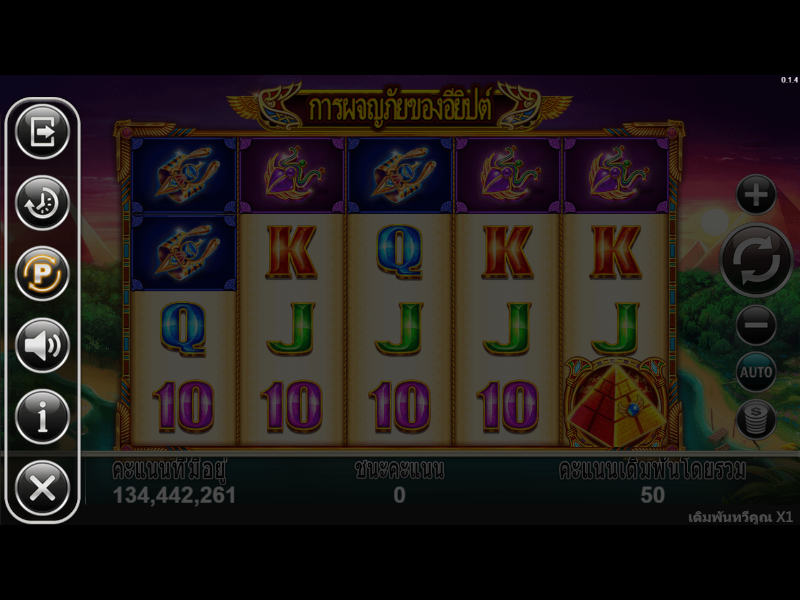 0.1.4
การผจญภัยของอียิปต์
K Q K K
Q J J J J
10 10 10 10
P
i
AUTO
$
คะแนนที่มีอยู่ ชนะคะแนน คะแนนเดิมพันโดยรวม
134,442,261 0 50
เดิมพันทวีคูณ X1